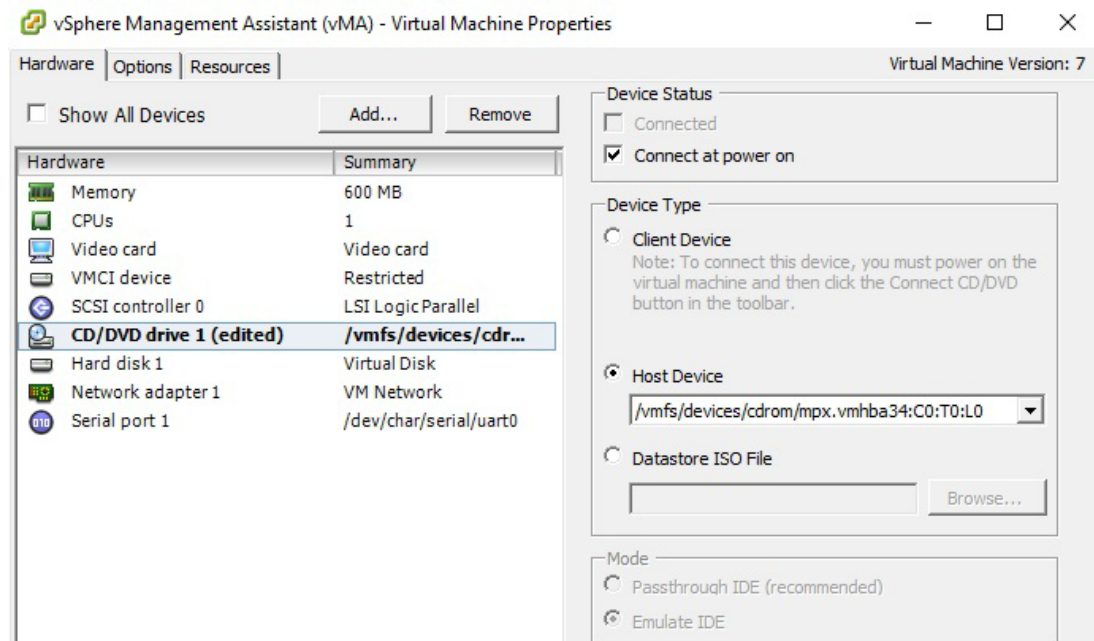 vSphere Management Assistant (vMA) - Virtual Machine Properties
Hardware Options Resources Virtual Machine Version: 7
Show All Devices Add... Remove
Hardware Summary
Memory 600 MB
CPUs 1
Video card Video card
VMCI device Restricted
SCSI controller 0 LSI Logic Parallel
CD/DVD drive 1 (edited) /vmfs/devices/cdr...
Hard disk 1 Virtual Disk
Network adapter 1 VM Network
Serial port 1 /dev/char/serial/uart0
Device Status
Connected
Connect at power on
Device Type
Client Device
Note: To connect this device, you must power on the
virtual machine and then click the Connect CD/DVD
button in the toolbar.
Host Device
/vmfs/devices/cdrom/mpx.vmhba34:C0:T0:L0
Datastore ISO File
Browse...
Mode
Passthrough IDE (recommended)
Emulate IDE